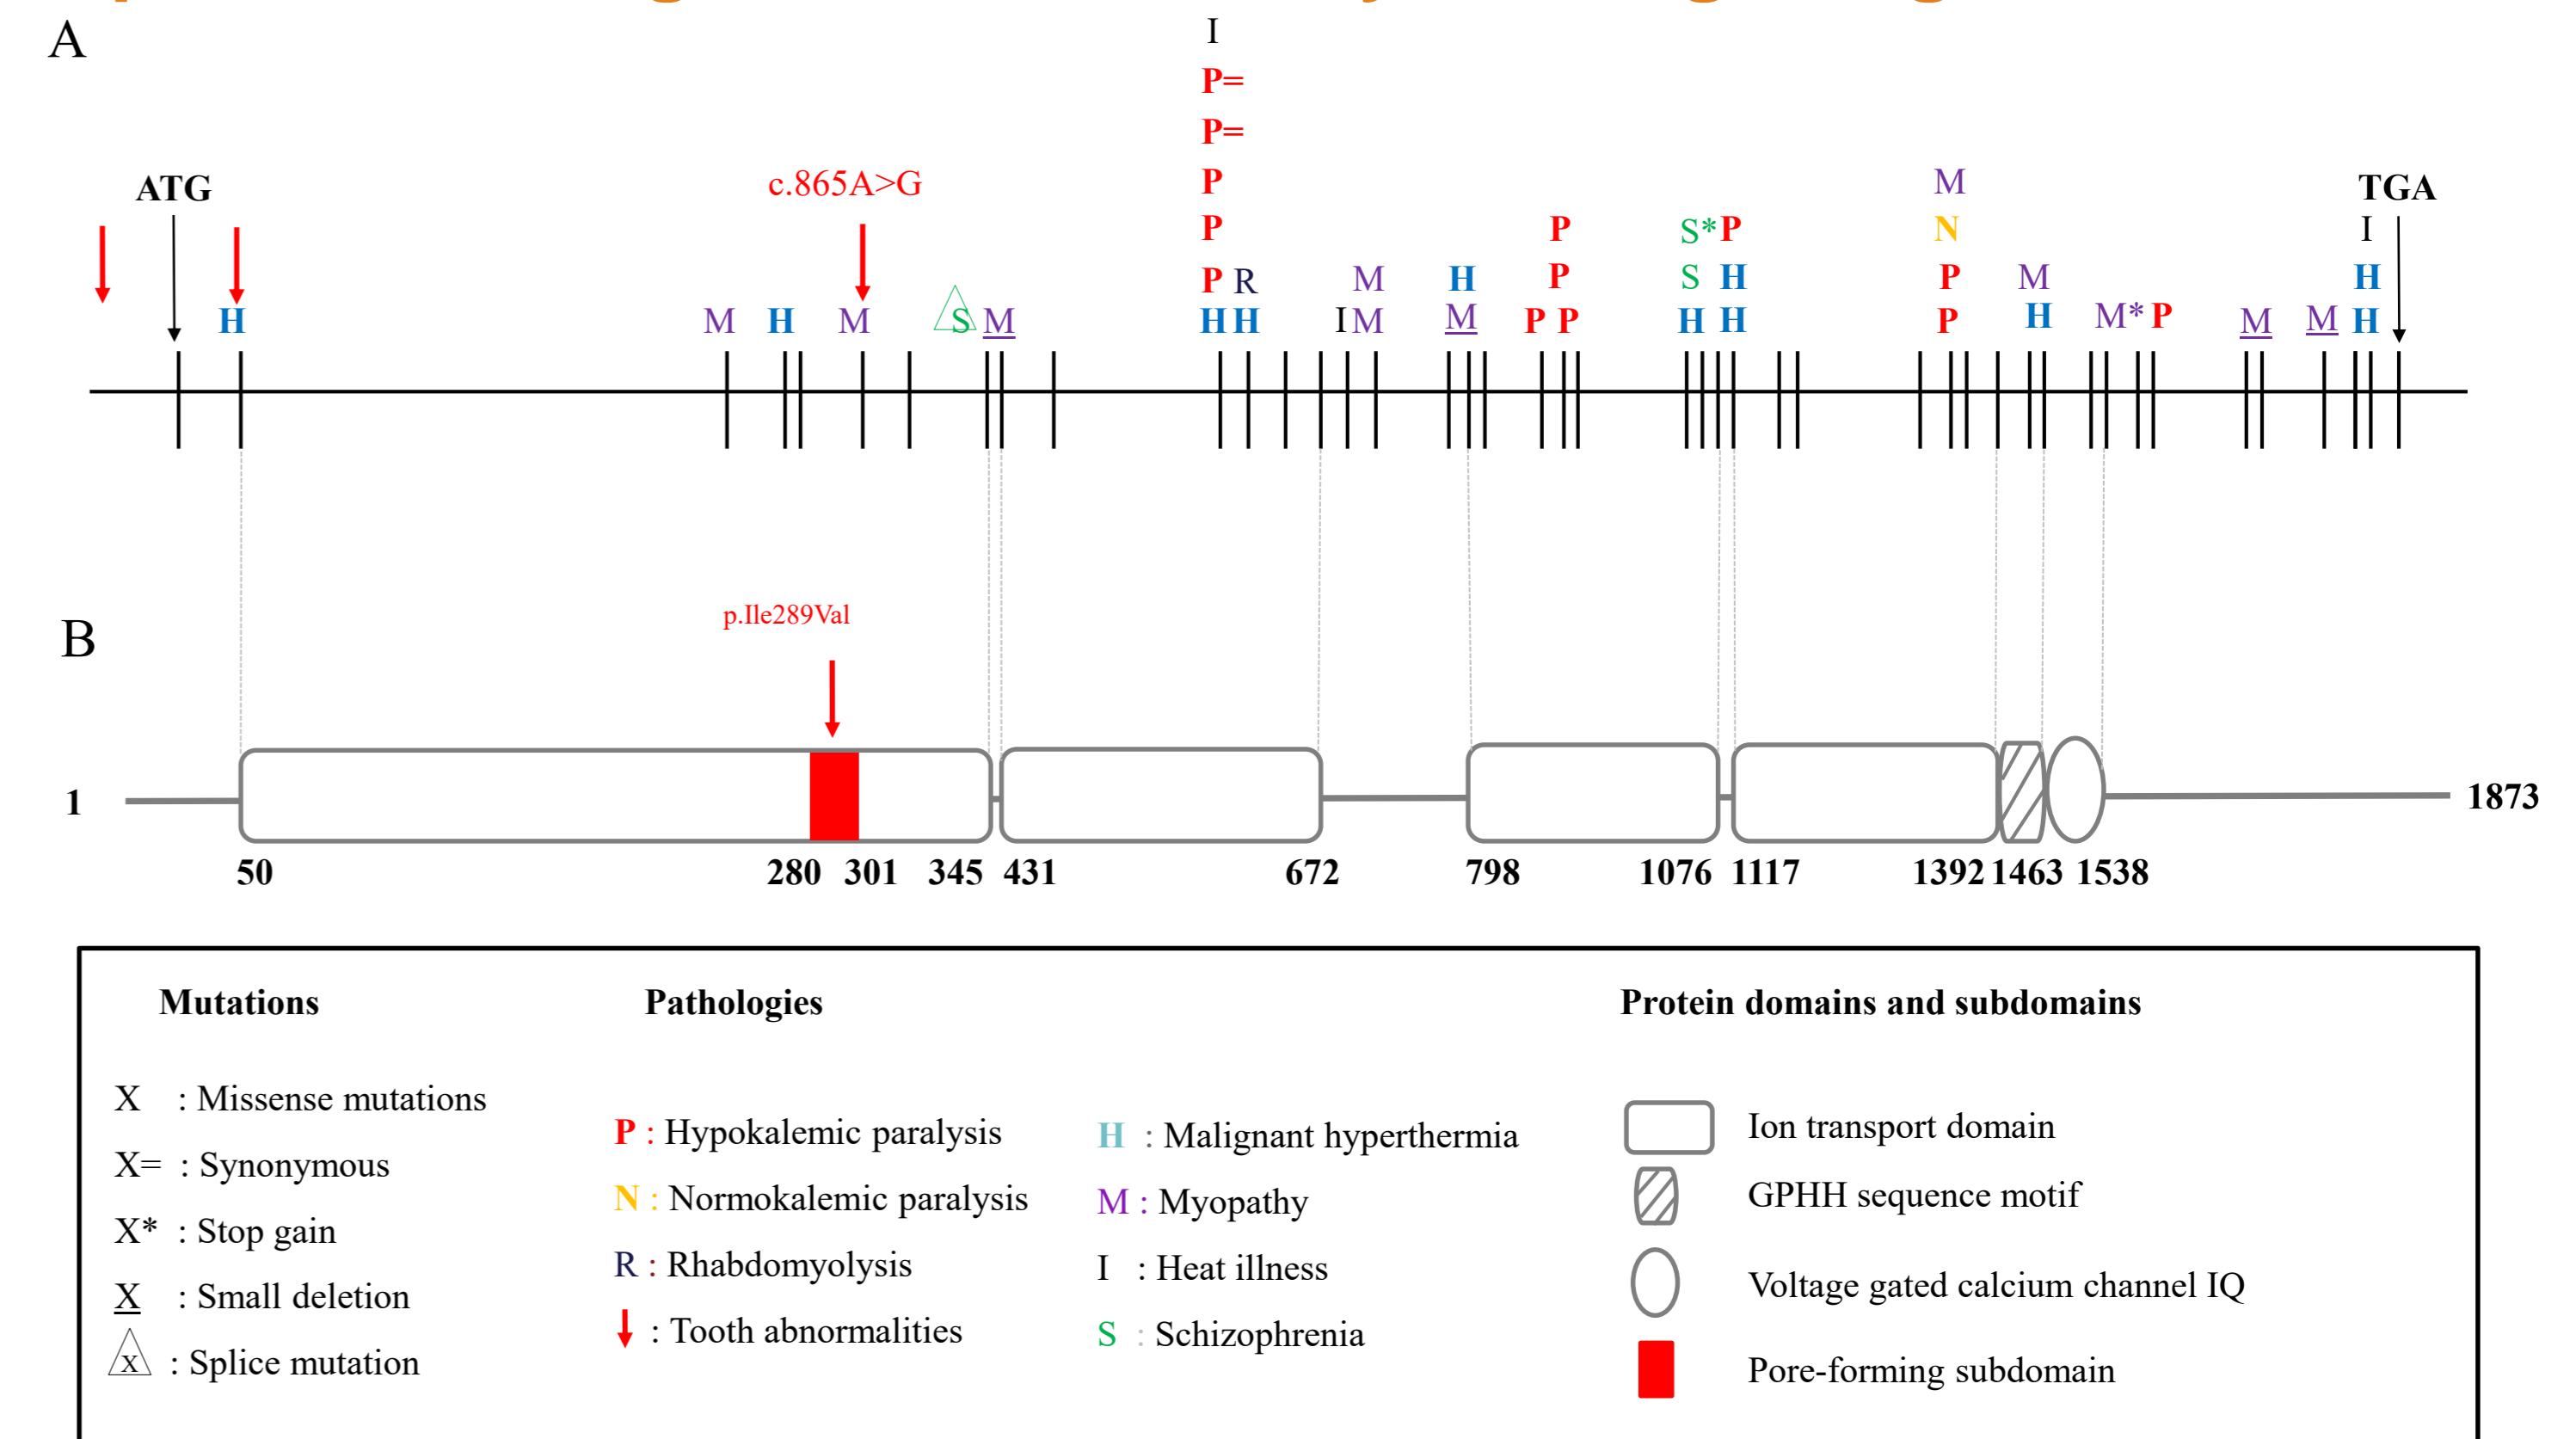 A
I
P=
P=
ATG c.865A>G P M TGA
P P S* P N I
P R M H P S H P M H
H M H M S M H H I M M P P H H P H M* P M M H
p.Ile289Val
B
1 1873
50 280 301 345 431 672 798 1076 1117 1392 1463 1538
Mutations Pathologies Protein domains and subdomains
X : Missense mutations
X= : Synonymous
X* : Stop gain
X : Small deletion
X : Splice mutation
P : Hypokalemic paralysis
N : Normokalemic paralysis
R : Rhabdomyolysis
: Tooth abnormalities
H : Malignant hyperthermia
M : Myopathy
I : Heat illness
S : Schizophrenia
Ion transport domain
GPHH sequence motif
Voltage gated calcium channel IQ
Pore-forming subdomain